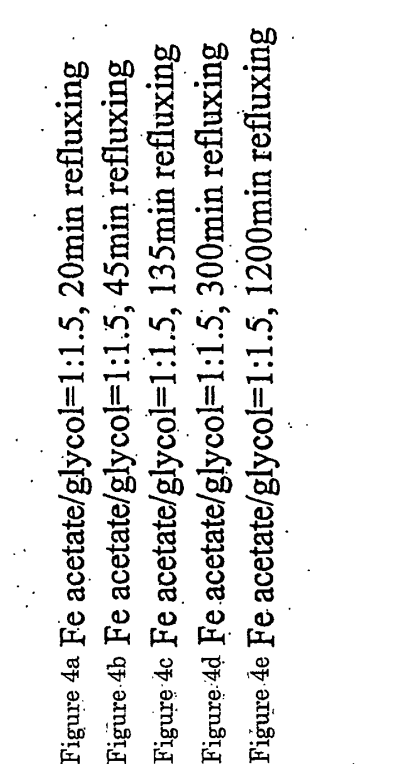 Figure 4a Fe acetate/glycol=1:1.5, 20min refluxing
Figure 4b Fe acetate/glycol=1:1.5, 45min refluxing
Figure 4c Fe acetate/glycol=1:1.5, 135min refluxing
Figure 4d Fe acetate/glycol=1:1.5, 300min refluxing
Figure 4e Fe acetate/glycol=1:1.5, 1200min refluxing